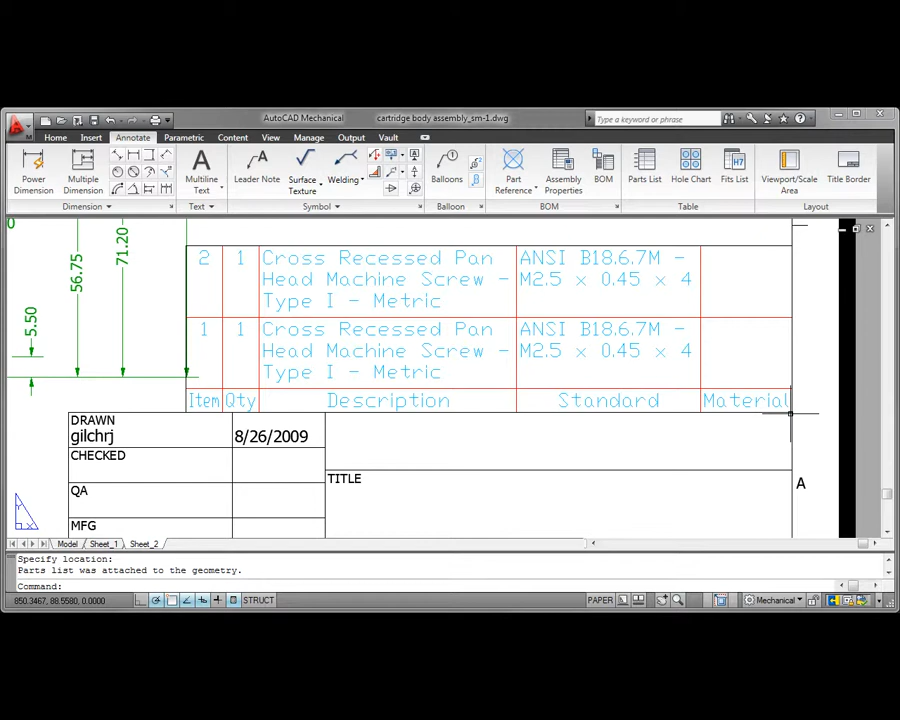 AutoCAD Mechanical cartridge body assembly_sm-1.dwg
Type a keyword or phrase
Home Insert Annotate Parametric Content View Manage Output Vault
Power Dimension
Multiple Dimension
Multiline Text
Leader Note
Surface Texture
Welding
Balloons
Part Reference
Assembly Properties
BOM
Parts List
Hole Chart
Fits List
Viewport/Scale Area
Title Border
Dimension Text Symbol Balloon BOM Table Layout
0
5.50
56.75
71.20
2 1 Cross Recessed Pan ANSI B18.6.7M -
Head Machine Screw - M2.5 x 0.45 x 4
Type I - Metric
1 1 Cross Recessed Pan ANSI B18.6.7M -
Head Machine Screw - M2.5 x 0.45 x 4
Type I - Metric
Item Qty Description Standard Material
DRAWN
gilchrj 8/26/2009
CHECKED
TITLE
QA
A
MFG
Y
X
Model Sheet_1 Sheet_2
Specify location:
Parts list was attached to the geometry.
Command:
850.3467, 88.5580, 0.0000 STRUCT PAPER Mechanical